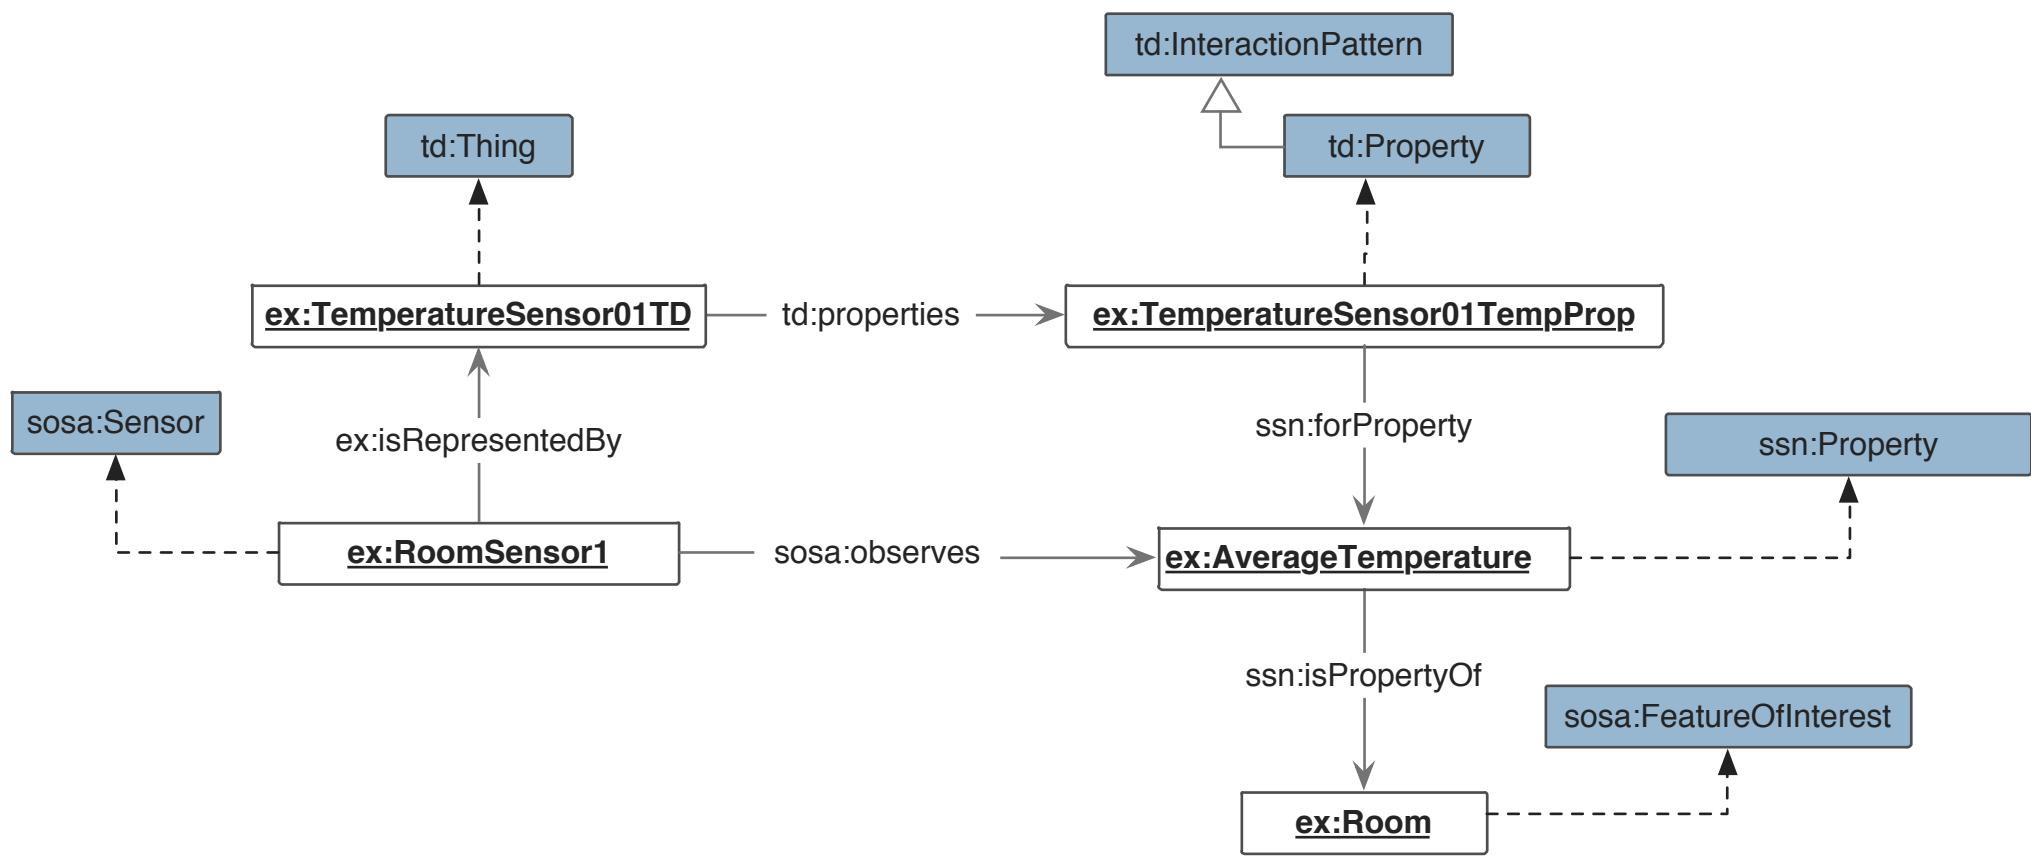 td:InteractionPattern
td:Thing
td:Property
ex:TemperatureSensor01TD
td:properties
ex:TemperatureSensor01TempProp
sosa:Sensor
ex:isRepresentedBy
ssn:forProperty
ssn:Property
ex:RoomSensor1
sosa:observes
ex:AverageTemperature
ssn:isPropertyOf
sosa:FeatureOfInterest
ex:Room